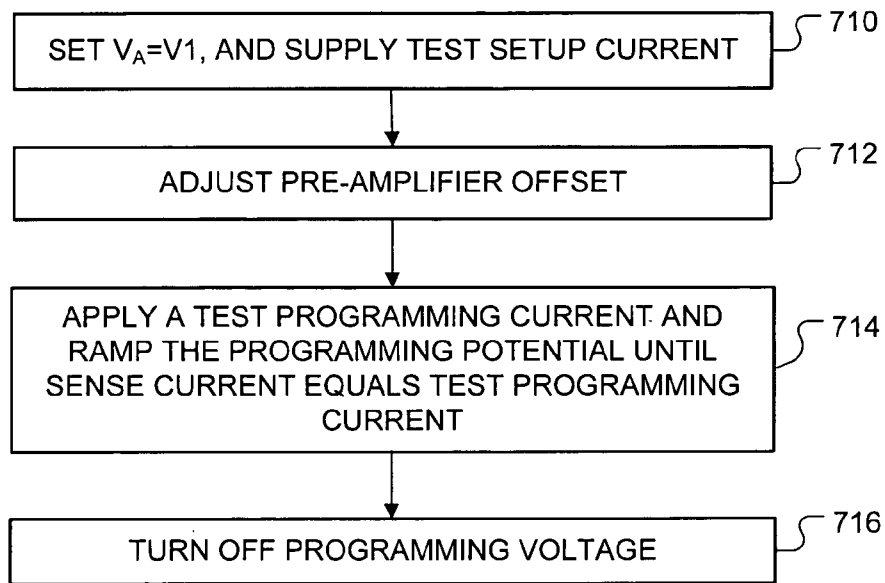 SET VA=V1, AND SUPPLY TEST SETUP CURRENT
710
ADJUST PRE-AMPLIFIER OFFSET
712
APPLY A TEST PROGRAMMING CURRENT AND
RAMP THE PROGRAMMING POTENTIAL UNTIL
SENSE CURRENT EQUALS TEST PROGRAMMING
CURRENT
714
TURN OFF PROGRAMMING VOLTAGE
716